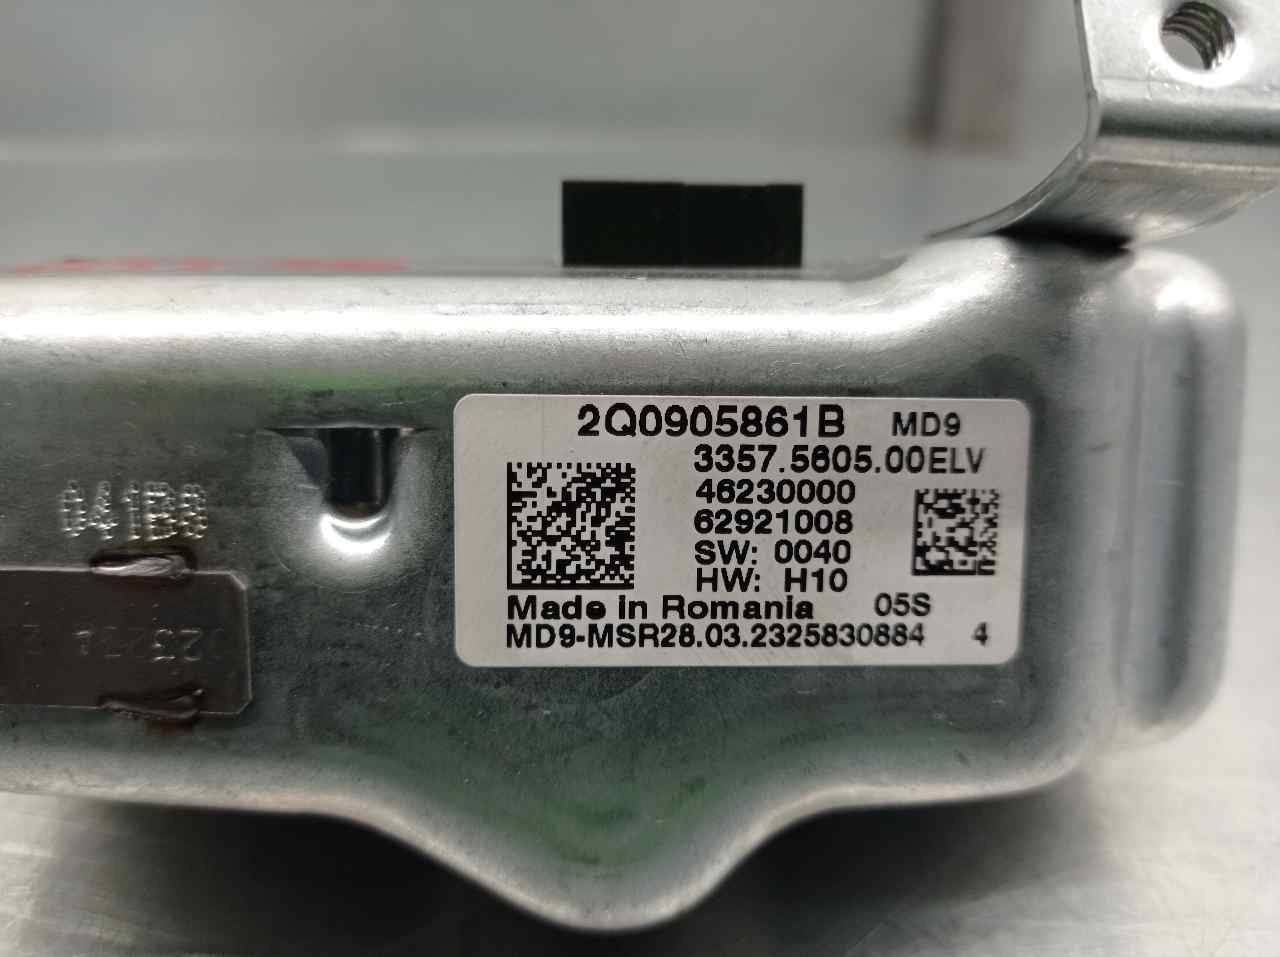 2Q0905861B MD9
3357.5605.00ELV
46230000
62921008
SW: 0040
HW: H10
Made in Romania 05S
MD9-MSR28.03.2325830884 4
041B8